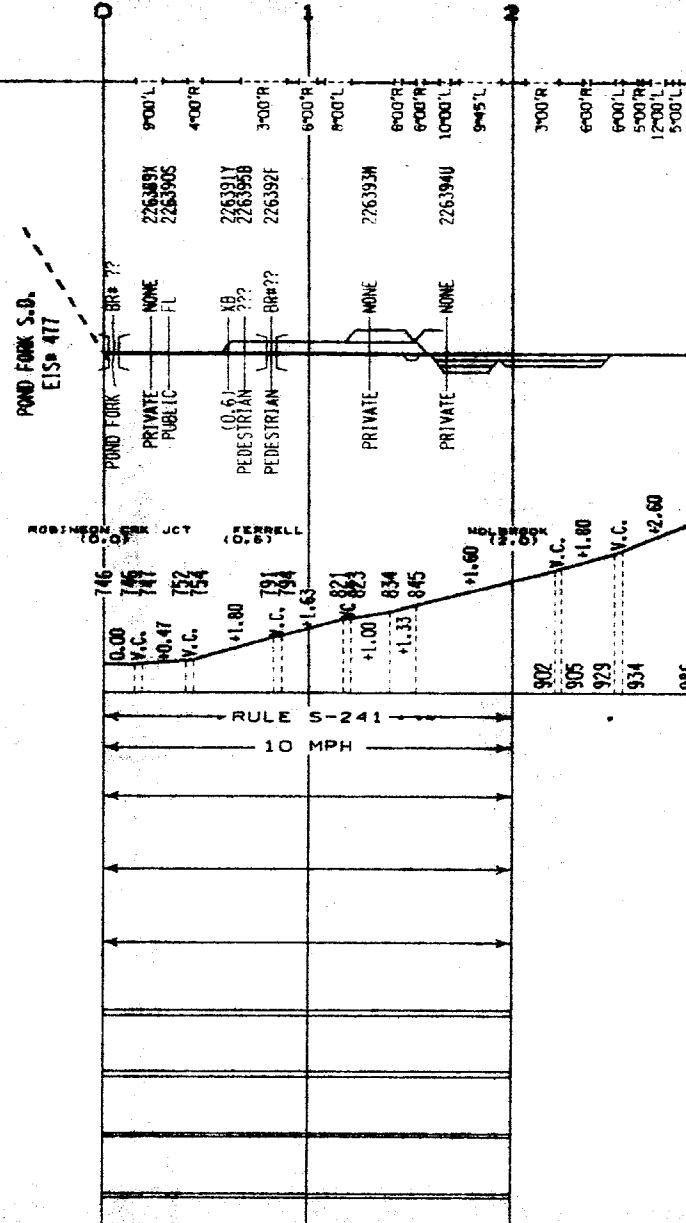 0
1
2
9°00'L
4°00'R
3°00'R
6°00'R
8°00'L
8°00'R
6°00'R
10°00'L
9°45'L
3°00'R
6°00'R
6°00'L
5°00'R
12°00'L
5°00'L
226389X
226390S
226391Y
226395B
226392F
226393M
226394U
POND FORK S.D.
EIS# 477
BR# ??
NONE
FL
XB
???
BR#??
NONE
NONE
POND FORK
PRIVATE
PUBLIC
(0.6)
PEDESTRIAN
PEDESTRIAN
PRIVATE
PRIVATE
ROBINSON CRK JCT
(0.0)
FERRELL
(0.6)
HOLBROOK
(2.0)
746
746
747
752
754
791
794
821
823
834
845
0.00
V.C.
+0.47
V.C.
+1.80
V.C.
+1.63
VC
+1.00
+1.33
+1.60
V.C.
+1.80
V.C.
+2.60
902
905
929
934
RULE S-241
10 MPH